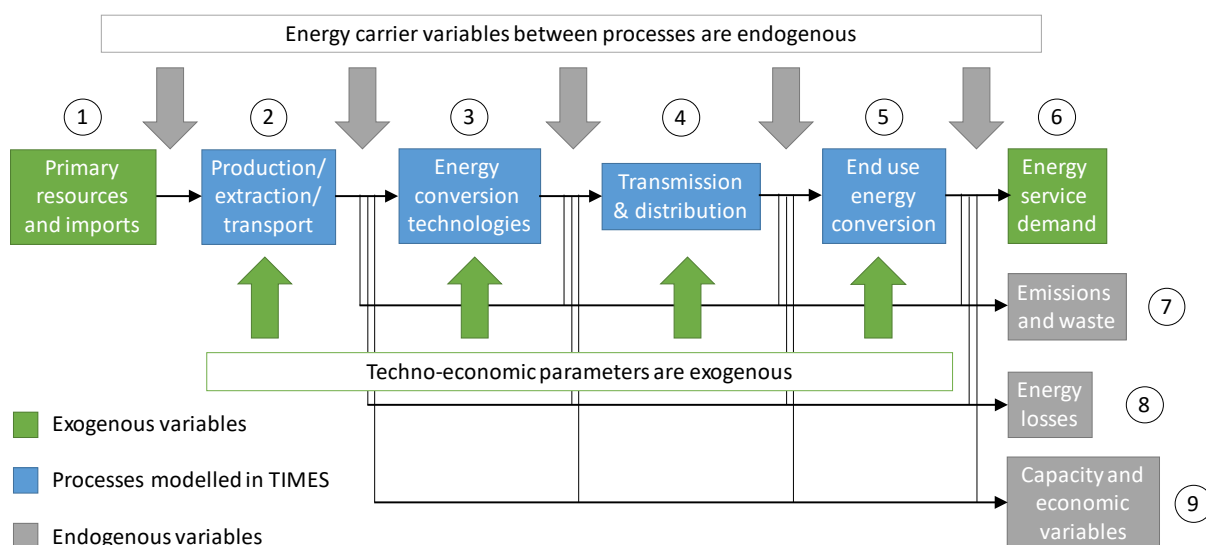 Energy carrier variables between processes are endogenous
1
2
3
4
5
6
Primary
resources
and imports
Production/
extraction/
transport
Energy
conversion
technologies
Transmission
& distribution
End use
energy
conversion
Energy
service
demand
Emissions
and waste
7
Techno-economic parameters are exogenous
Energy
losses
8
Exogenous variables
Processes modelled in TIMES
Endogenous variables
Capacity and
economic
variables
9